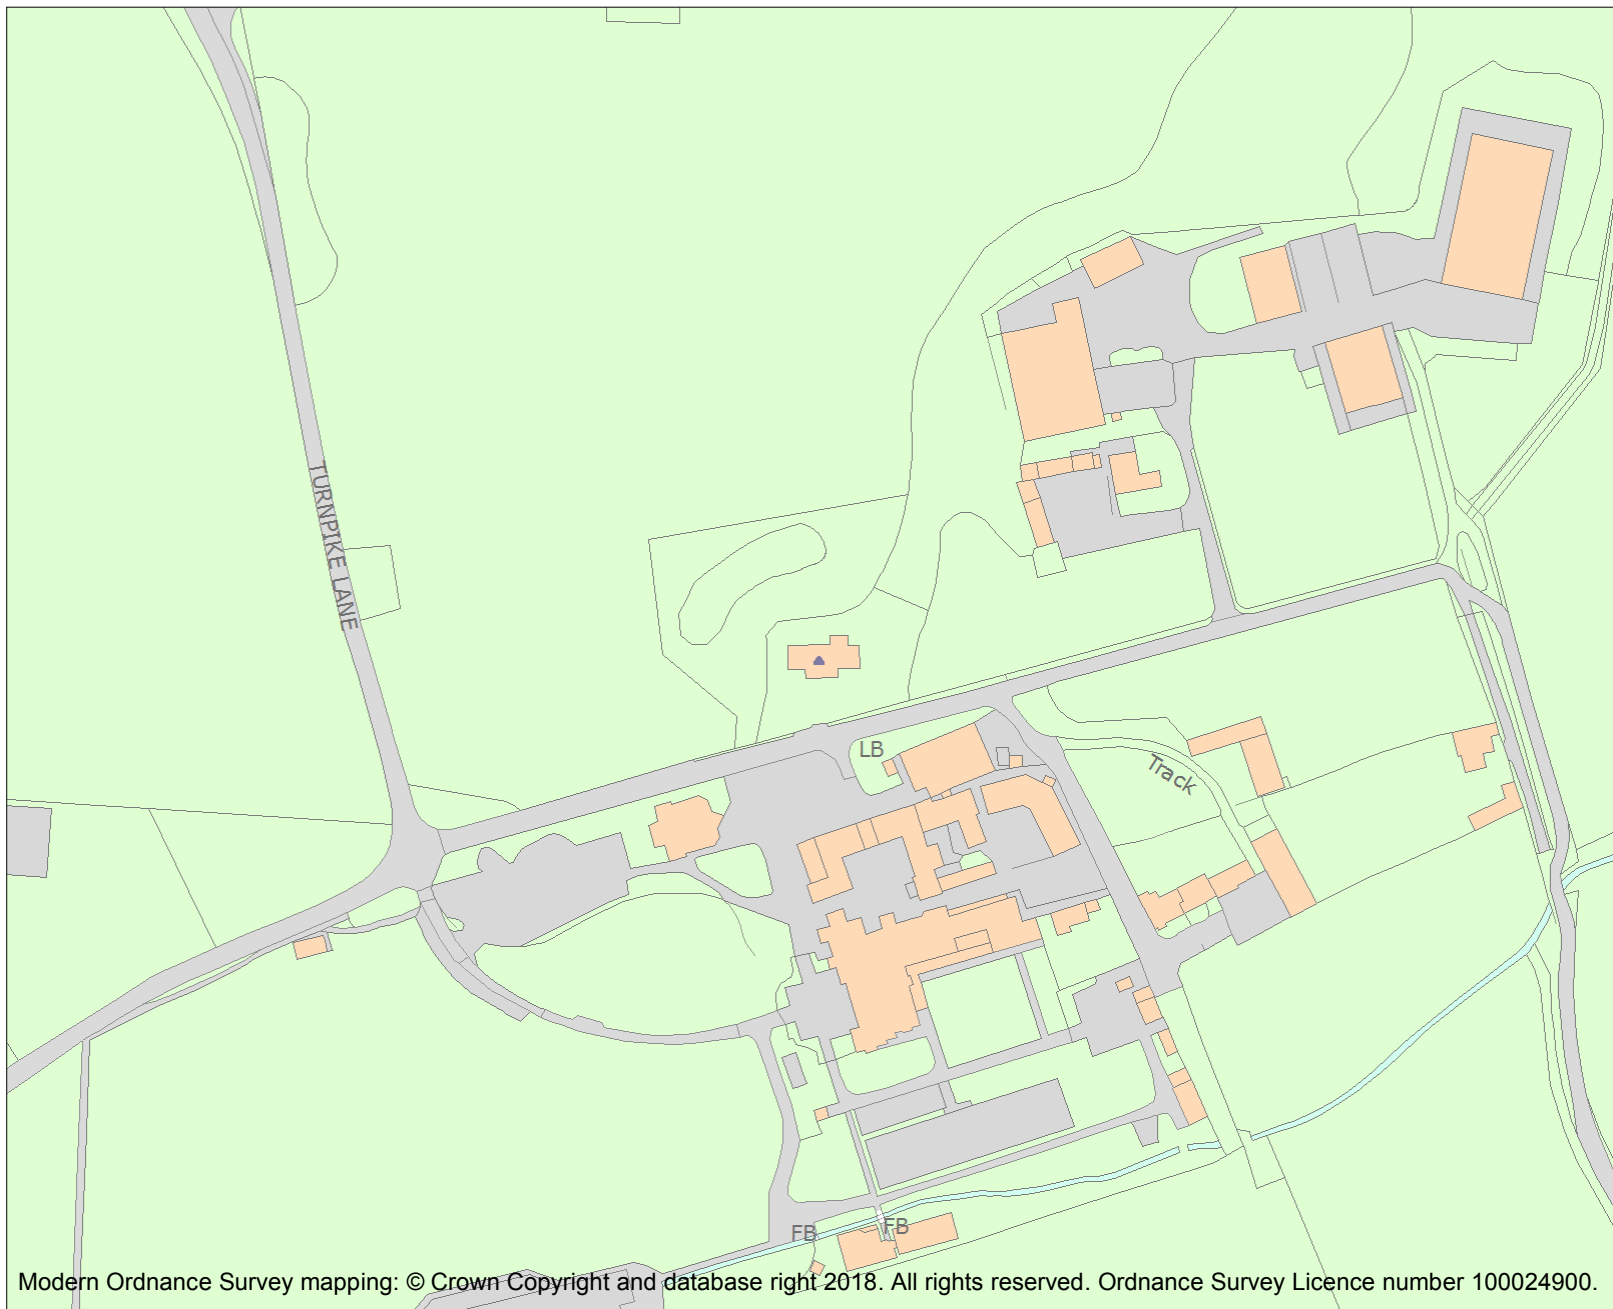 TURNPIKE LANE
LB
Track
FB
FB
Modern Ordnance Survey mapping: © Crown Copyright and database right 2018. All rights reserved. Ordnance Survey Licence number 100024900.